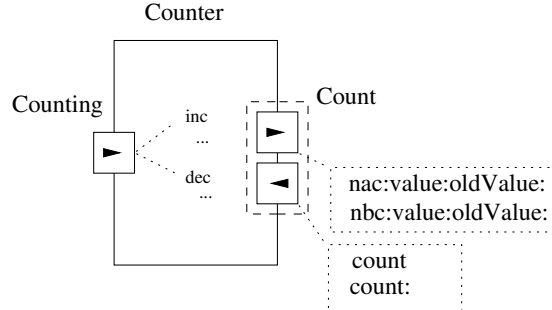 Counter
Counting
inc
...
dec
...
Count
nac:value:oldValue:
nbc:value:oldValue:
count
count: